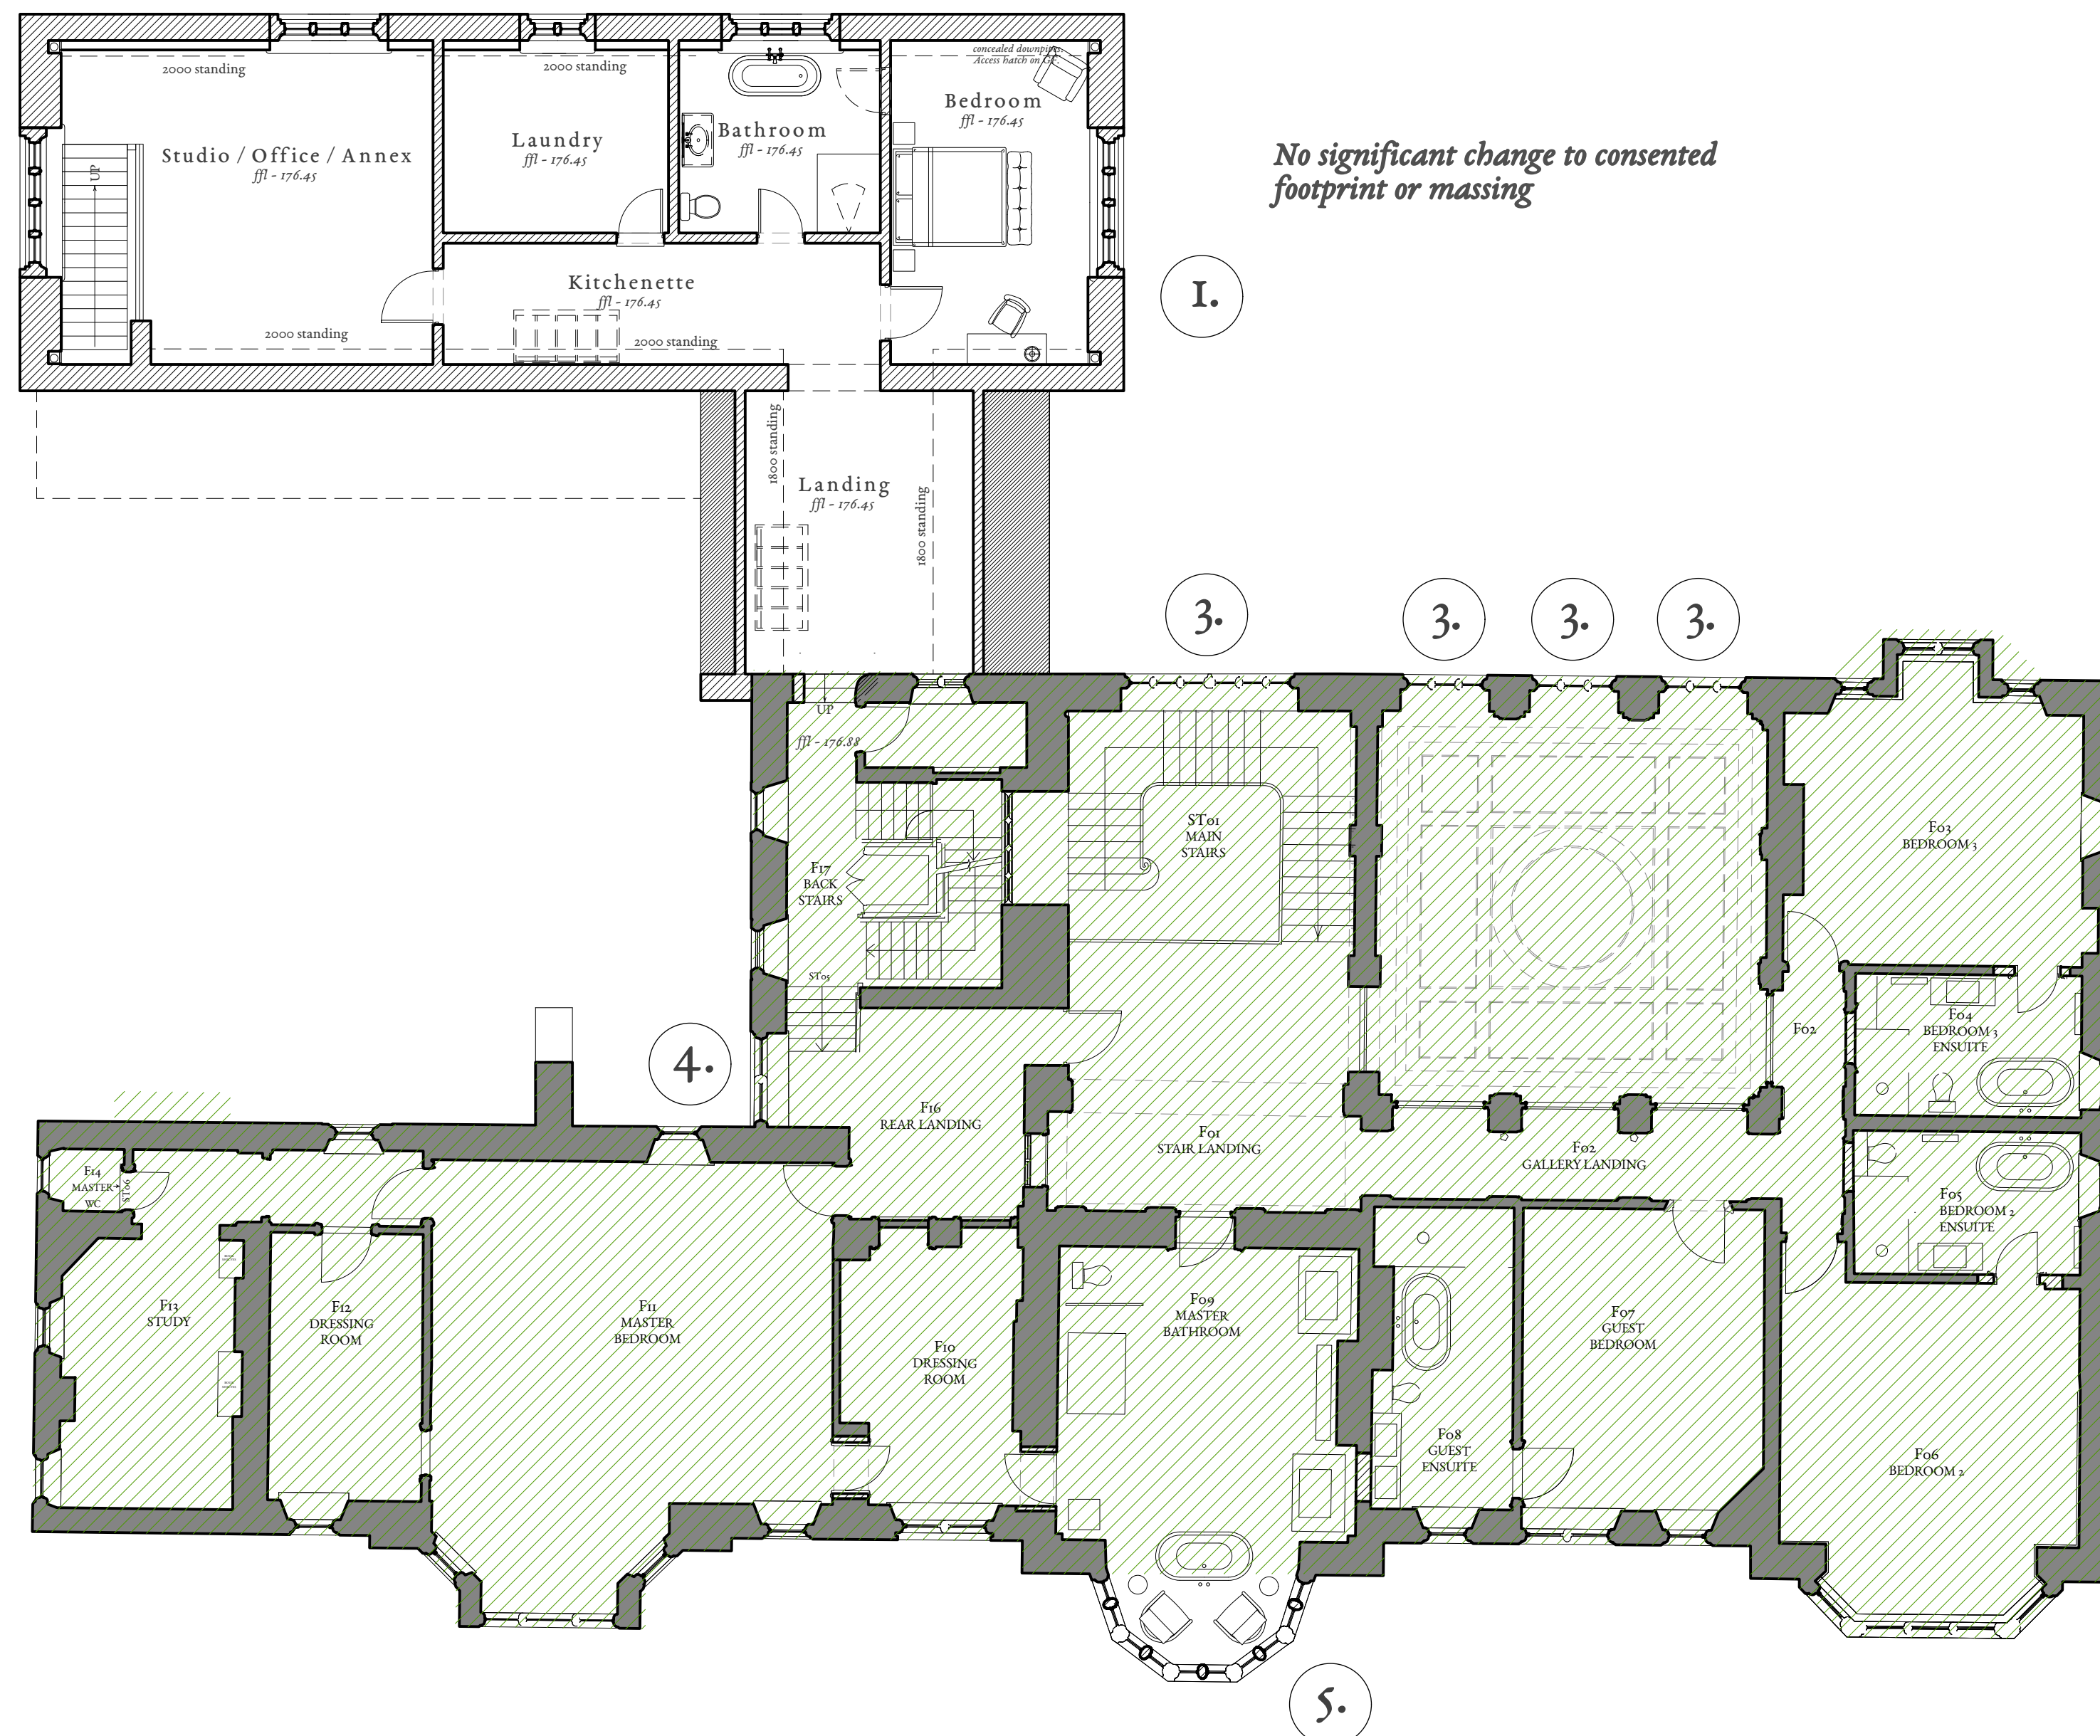 concealed downpipes.
Access hatch on GF.
2000 standing
2000 standing
Bedroom
ffl - 176.45
Bathroom
ffl - 176.45
Laundry
ffl - 176.45
Studio / Office / Annex
ffl - 176.45
UP
No significant change to consented
footprint or massing
Kitchenette
ffl - 176.45
1.
2000 standing
2000 standing
1800 standing
Landing
ffl - 176.45
1800 standing
3.
3.
3.
3.
UP
ffl - 176.88
ST01
MAIN
STAIRS
F03
BEDROOM 3
F17
BACK
STAIRS
ST05
F04
BEDROOM 3
ENSUITE
F02
4.
F16
REAR LANDING
F01
STAIR LANDING
F02
GALLERY LANDING
F14
MASTER
WC
ST06
F05
BEDROOM 2
ENSUITE
F13
STUDY
F12
DRESSING
ROOM
F11
MASTER
BEDROOM
F09
MASTER
BATHROOM
F07
GUEST
BEDROOM
F10
DRESSING
ROOM
F08
GUEST
ENSUITE
F06
BEDROOM 2
5.